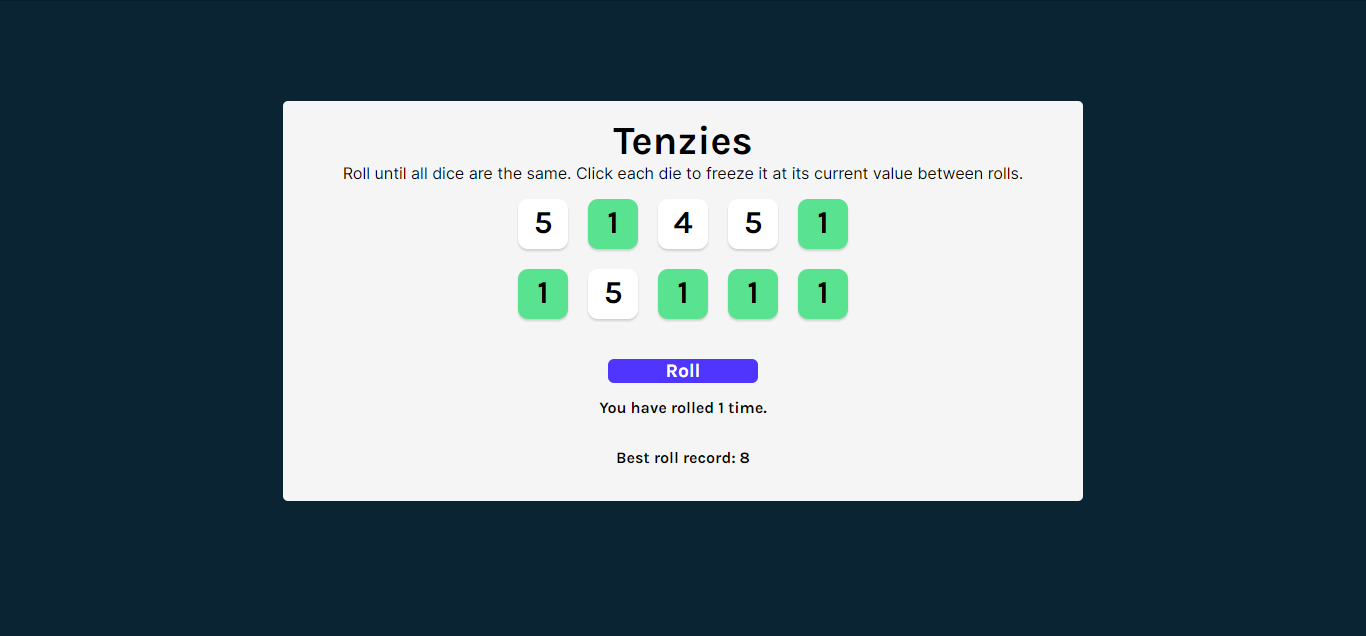 Tenzies
Roll until all dice are the same. Click each die to freeze it at its current value between rolls.
5 1 4 5 1
1 5 1 1 1
Roll
You have rolled 1 time.
Best roll record: 8